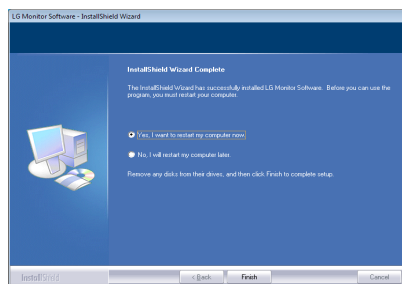 LG Monitor Software - InstallShield Wizard
InstallShield Wizard Complete
The InstallShield Wizard has successfully installed LG Monitor Software. Before you can use the
program, you must restart your computer.
Yes, I want to restart my computer now.
No, I will restart my computer later.
Remove any disks from their drives, and then click Finish to complete setup.
InstallShield
< Back
Finish
Cancel